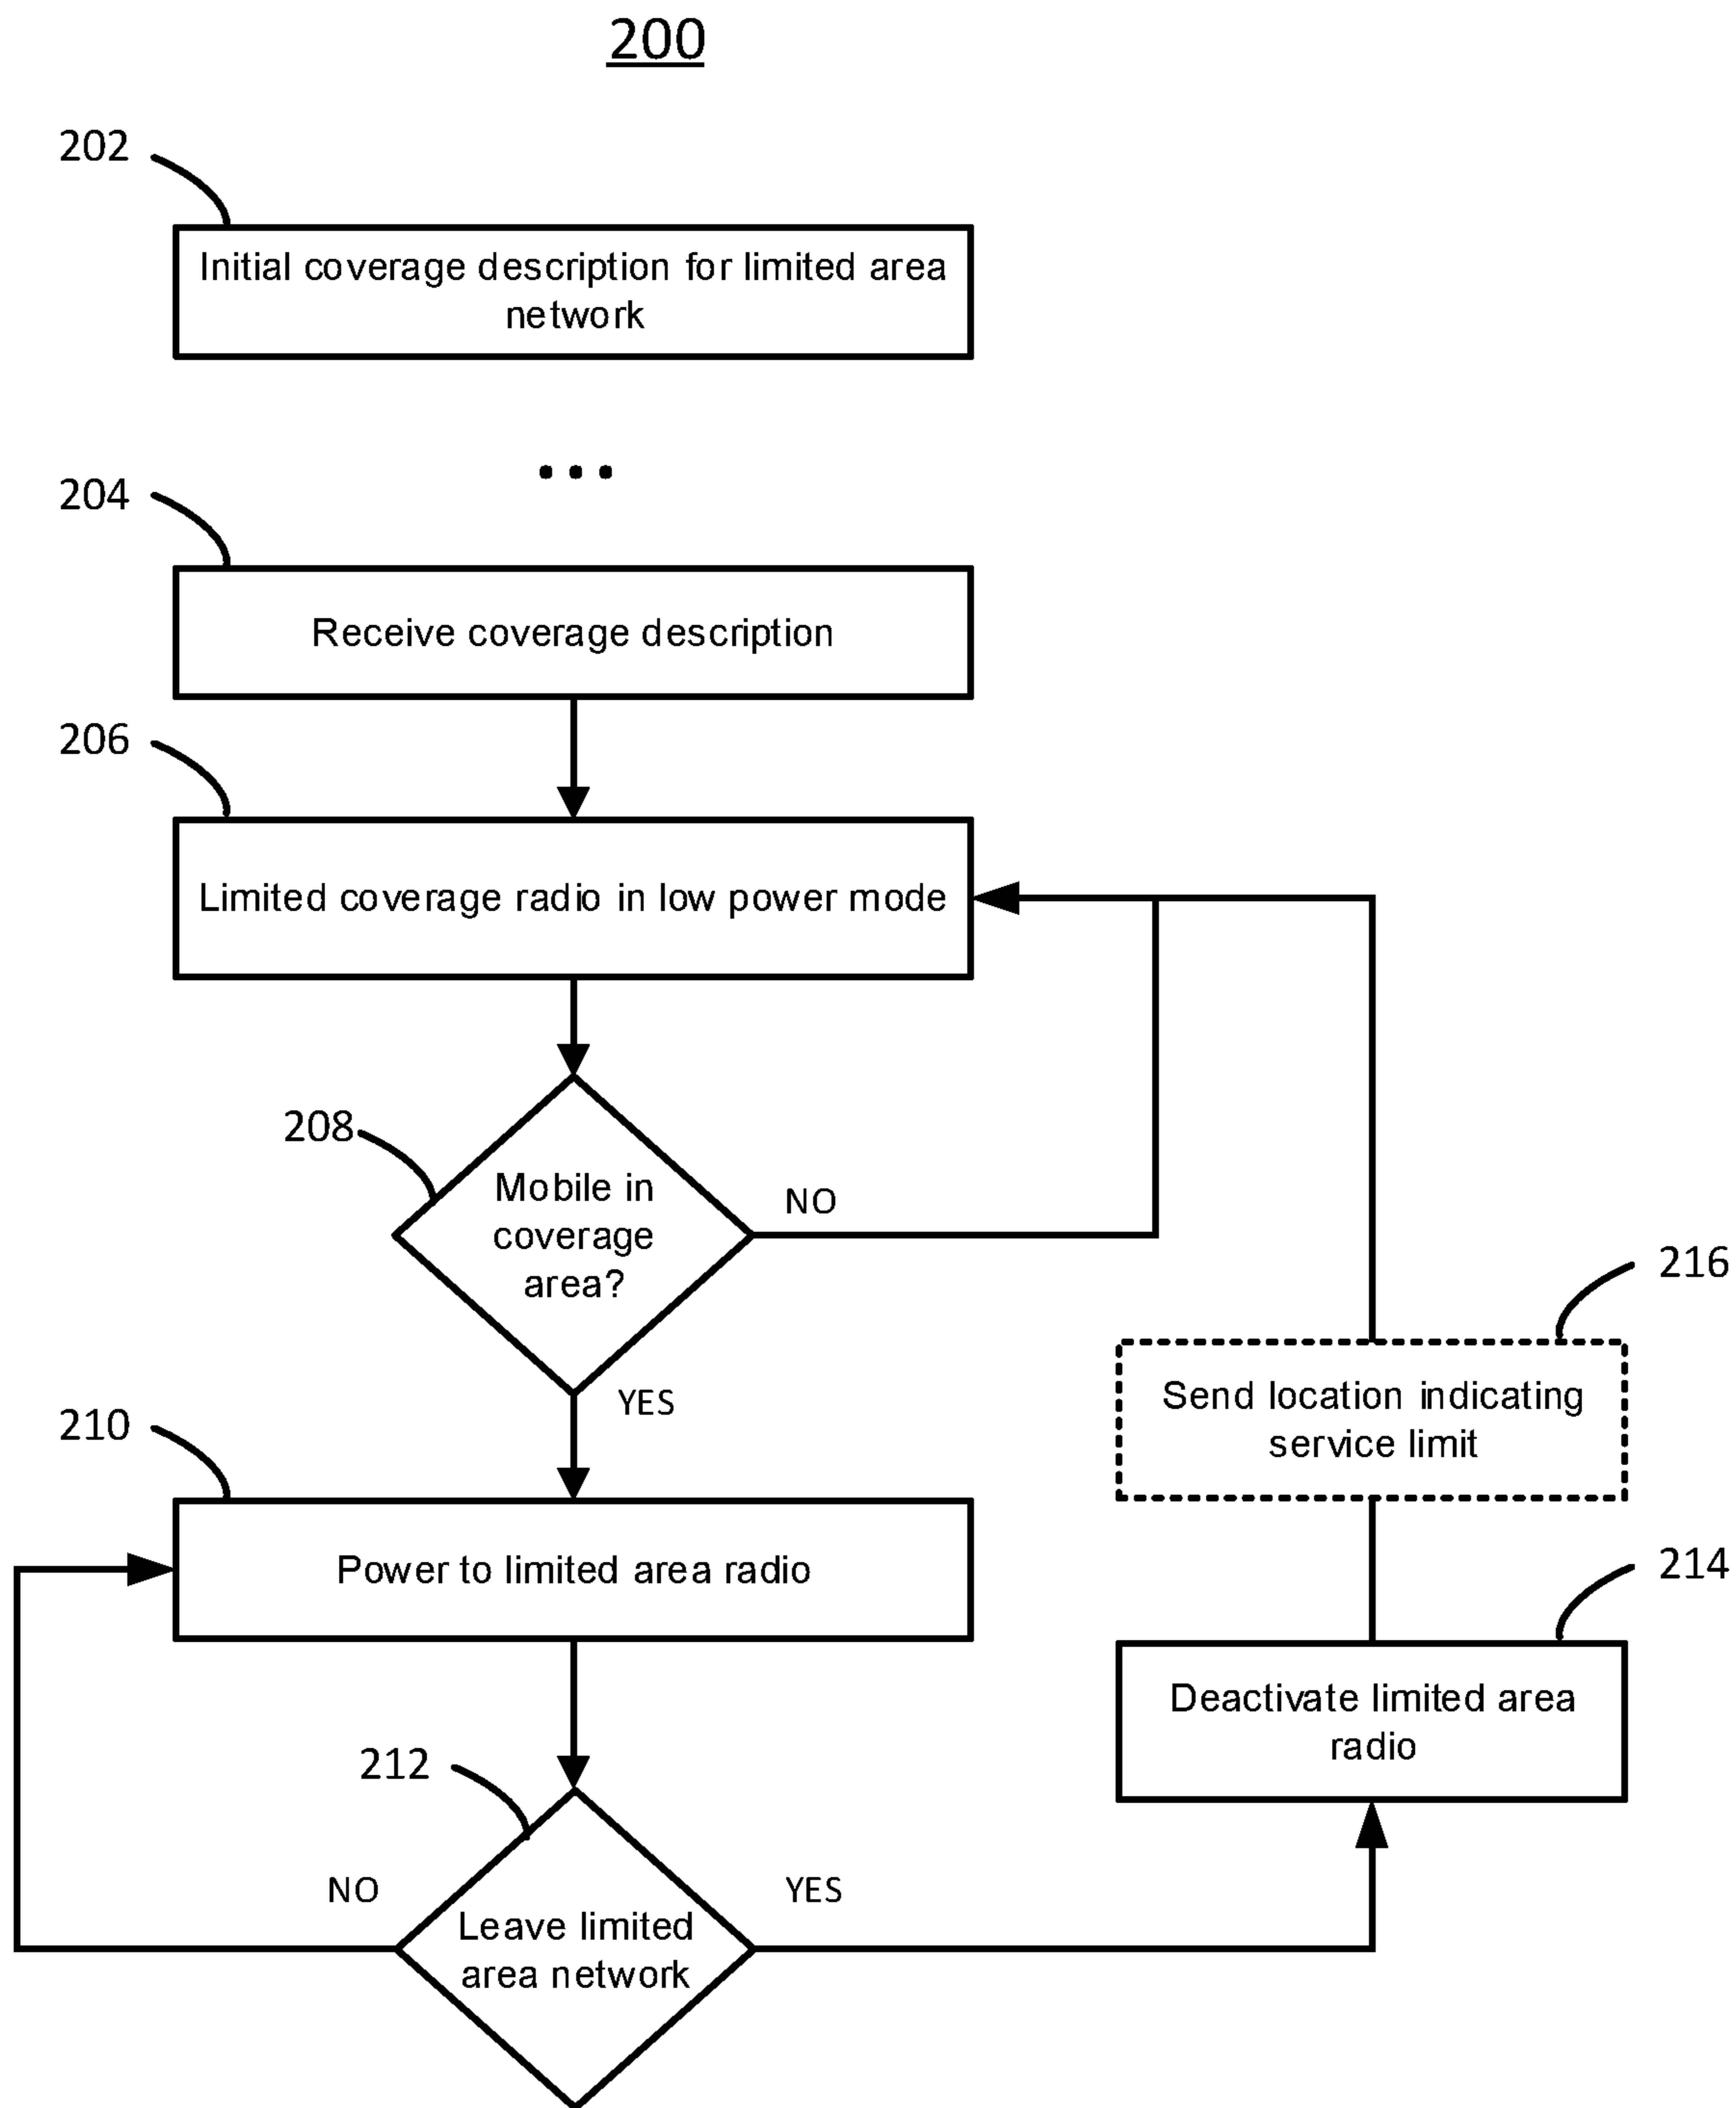 200
202
Initial coverage description for limited area
network
...
204
Receive coverage description
206
Limited coverage radio in low power mode
208
Mobile in
coverage
area?
NO
YES
216
Send location indicating
service limit
210
Power to limited area radio
214
Deactivate limited area
radio
212
NO
YES
Leave limited
area network